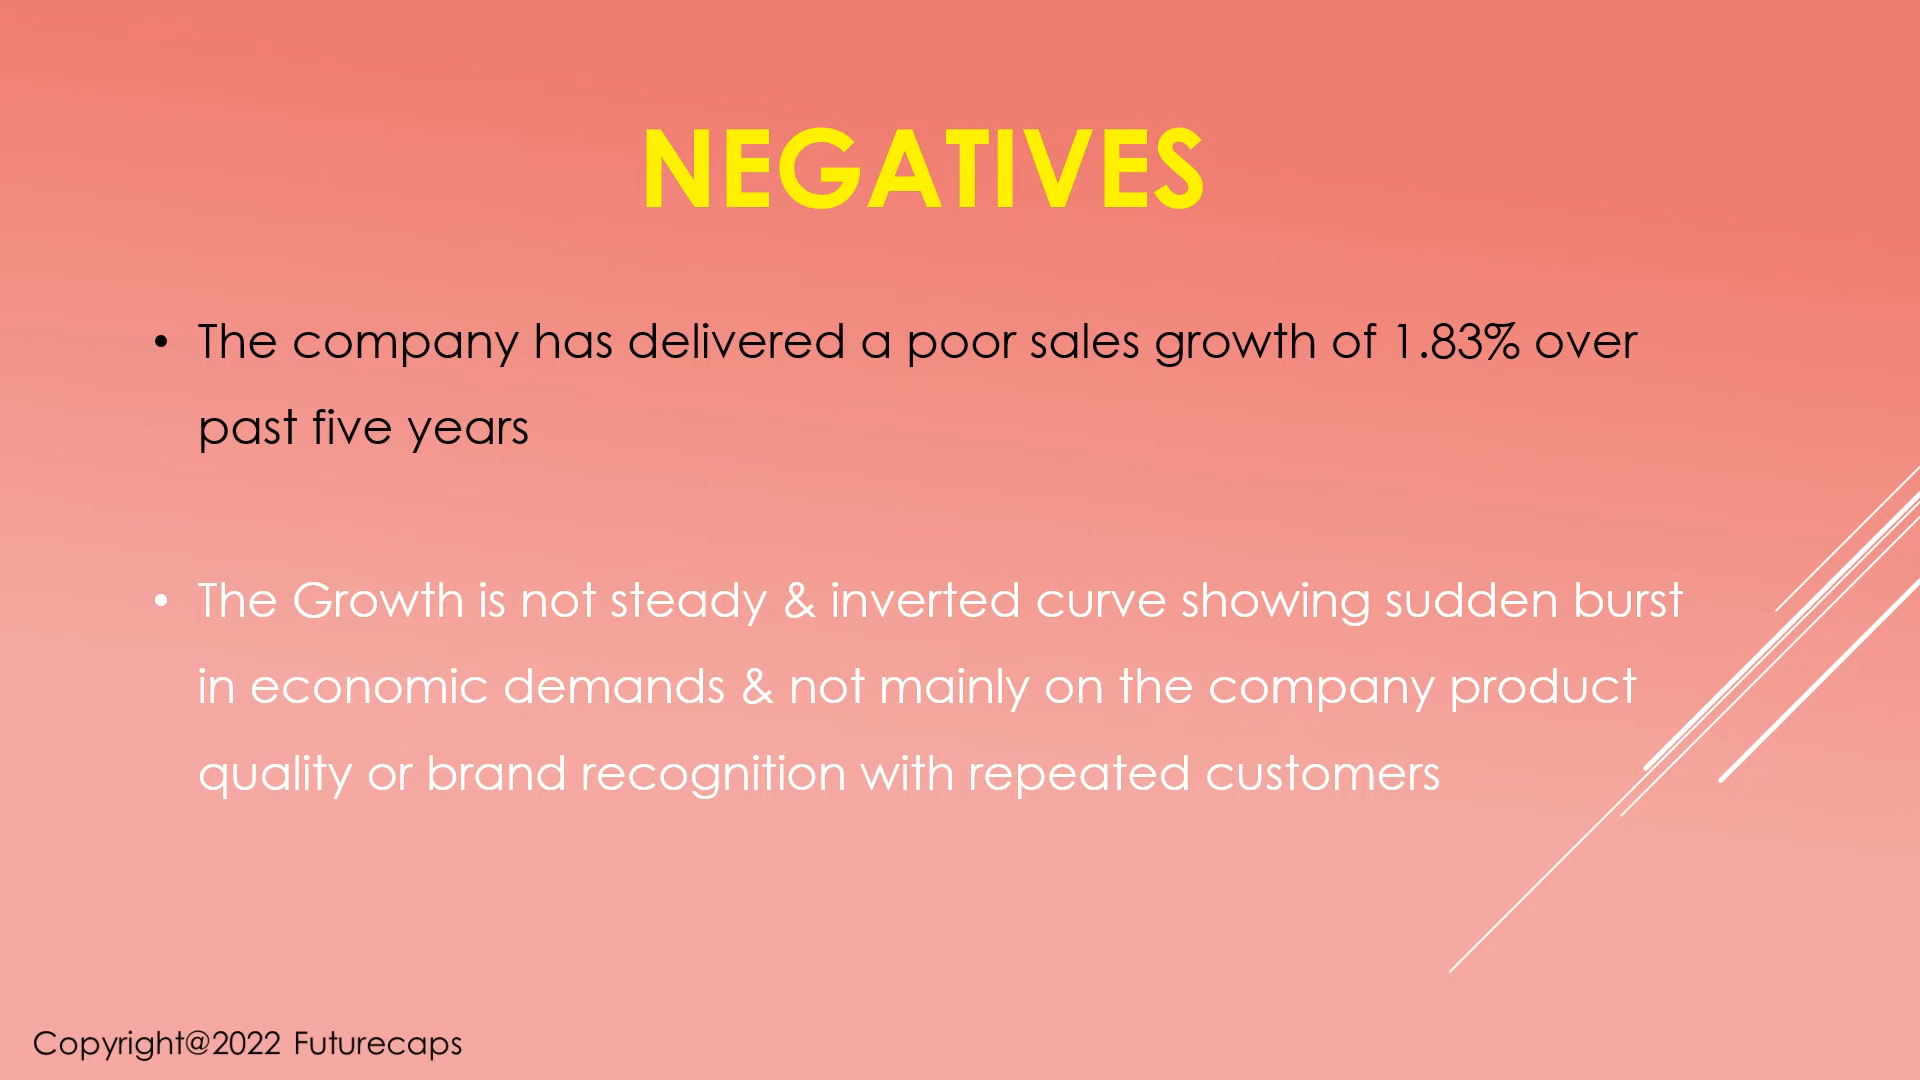 NEGATIVES
• The company has delivered a poor sales growth of 1.83% over
past five years
• The Growth is not steady & inverted curve showing sudden burst
in economic demands & not mainly on the company product
quality or brand recognition with repeated customers
Copyright@2022 Futurecaps